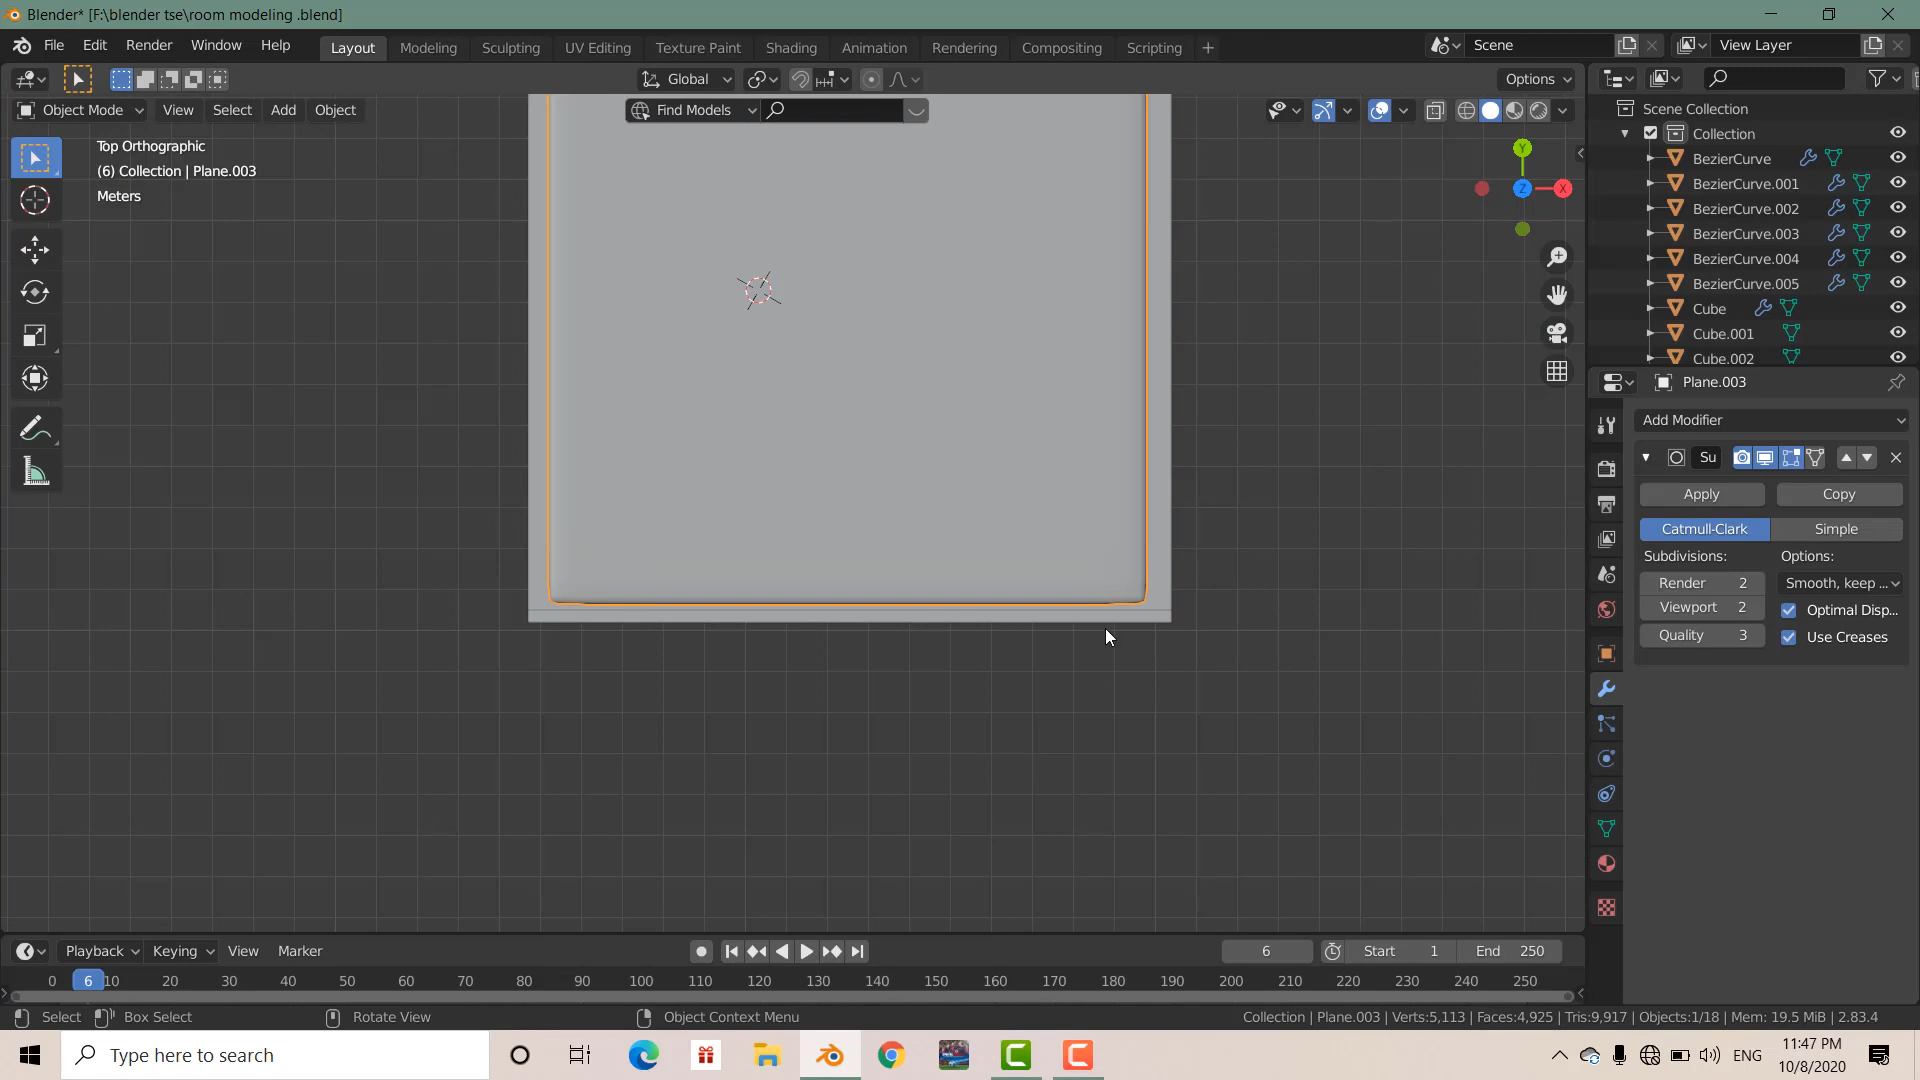 Blender* [F:\blender tse\room modeling .blend]
File Edit Render Window Help Layout Modeling Sculpting UV Editing Texture Paint Shading Animation Rendering Compositing Scripting + Scene View Layer
Global Options
Object Mode View Select Add Object Find Models
Top Orthographic
(6) Collection | Plane.003
Meters
Y
Z X
Scene Collection
Collection
BezierCurve
BezierCurve.001
BezierCurve.002
BezierCurve.003
BezierCurve.004
BezierCurve.005
Cube
Cube.001
Cube.002
Plane.003
Add Modifier
Su
Apply Copy
Catmull-Clark Simple
Subdivisions: Options:
Render 2 Smooth, keep ...
Viewport 2 Optimal Disp...
Quality 3 Use Creases
Playback Keying View Marker 6 Start 1 End 250
0 6 10 20 30 40 50 60 70 80 90 100 110 120 130 140 150 160 170 180 190 200 210 220 230 240 250
Select Box Select Rotate View Object Context Menu Collection | Plane.003 | Verts:5,113 | Faces:4,925 | Tris:9,917 | Objects:1/18 | Mem: 19.5 MiB | 2.83.4
Type here to search ENG 11:47 PM
10/8/2020